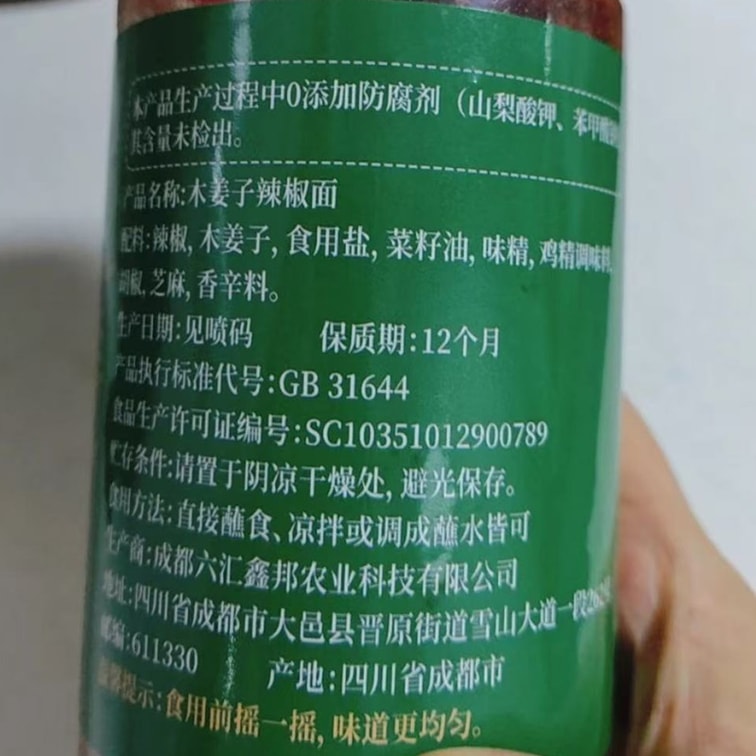 本产品生产过程中0添加防腐剂（山梨酸钾、苯甲酸
其含量未检出。
产品名称:木姜子辣椒面
配料:辣椒, 木姜子, 食用盐, 菜籽油, 味精, 鸡精调味料,
胡椒, 芝麻, 香辛料。
生产日期:见喷码 保质期:12个月
产品执行标准代号:GB 31644
食品生产许可证编号:SC10351012900789
贮存条件:请置于阴凉干燥处, 避光保存。
食用方法:直接蘸食、凉拌或调成蘸水皆可
生产商:成都六汇鑫邦农业科技有限公司
地址:四川省成都市大邑县晋原街道雪山大道一段
邮编:611330 产地:四川省成都市
温馨提示:食用前摇一摇, 味道更均匀。